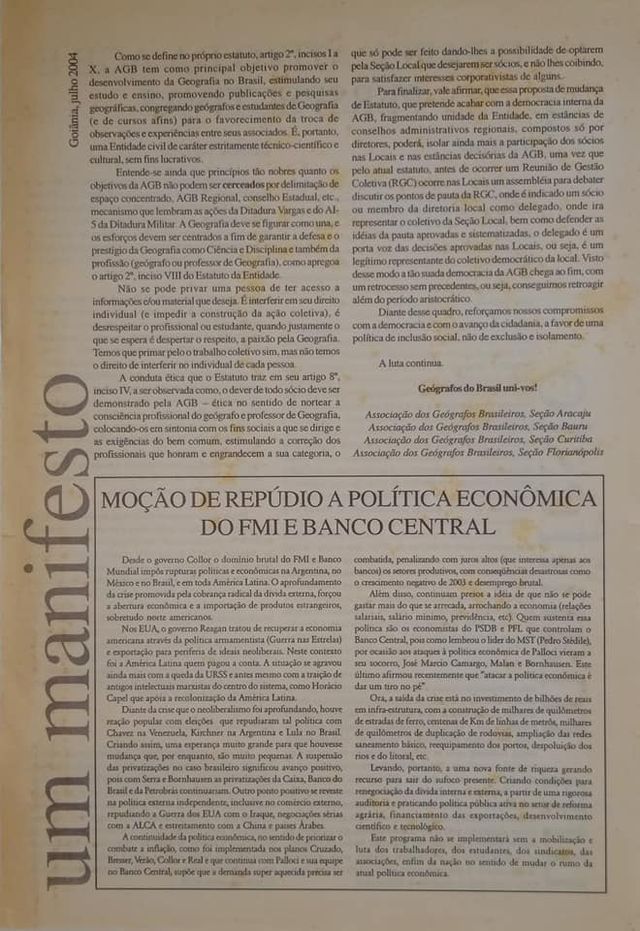 Goiânia, julho 2004
um manifesto
Como se define no próprio estatuto, artigo 2º, incisos I a
X, a AGB tem como principal objetivo promover o
desenvolvimento da Geografia no Brasil, estimulando seu
estudo e ensino, promovendo publicações e pesquisas
geográficas, congregando geógrafos e estudantes de Geografia
(e de cursos afins) para o favorecimento da troca de
observações e experiências entre seus associados. É, portanto,
uma Entidade civil de caráter estritamente técnico-científico e
cultural, sem fins lucrativos.
Entende-se ainda que princípios tão nobres quanto os
objetivos da AGB não podem ser cerceados por delimitação de
espaço concentrado, AGB Regional, conselho Estadual, etc.,
mecanismo que lembram as ações da Ditadura Vargas e do AI-
5 da Ditadura Militar. A Geografia deve se figurar como una, e
os esforços devem ser centrados a fim de garantir a defesa e o
prestígio da Geografia como Ciência e Disciplina e também da
profissão (geógrafo ou professor de Geografia), como apregoa
o artigo 2º, inciso VIII do Estatuto da Entidade.
Não se pode privar uma pessoa de ter acesso a
informações e/ou material que deseja. É interferir em seu direito
individual (e impedir a construção da ação coletiva), é
desrespeitar o profissional ou estudante, quando justamente o
que se espera é despertar o respeito, a paixão pela Geografia.
Temos que primar pelo trabalho coletivo sim, mas não temos
o direito de interferir no individual de cada pessoa.
A conduta ética que o Estatuto traz em seu artigo 8º,
inciso IV, a ser observada como, o dever de todo sócio deve ser
demonstrado pela AGB – ética no sentido de nortear a
consciência profissional do geógrafo e professor de Geografia,
colocando-os em sintonia com os fins sociais a que se dirige e
as exigências do bem comum, estimulando a correção dos
profissionais que honram e engrandecem a sua categoria, o
que só pode ser feito dando-lhes a possibilidade de optarem
pela Seção Local que desejarem ser sócios, e não lhes coibindo,
para satisfazer interesses corporativistas de alguns.
Para finalizar, vale afirmar, que essa proposta de mudança
de Estatuto, que pretende acabar com a democracia interna da
AGB, fragmentando unidade da Entidade, em estâncias de
conselhos administrativos regionais, compostos só por
diretores, poderá, isolar ainda mais a participação dos sócios
nas Locais e nas estâncias decisórias da AGB, uma vez que
pelo atual estatuto, antes de ocorrer um Reunião de Gestão
Coletiva (RGC) ocorre nas Locais um assembléia para debater
discutir os pontos de pauta da RGC, onde é indicado um sócio
ou membro da diretoria local como delegado, onde ira
representar o coletivo da Seção Local, bem como defender as
idéias da pauta aprovadas e sistematizadas, o delegado é um
porta voz das decisões aprovadas nas Locais, ou seja, é um
legítimo representante do coletivo democrático da local. Visto
desse modo a tão suada democracia da AGB chega ao fim, com
um retrocesso sem precedentes, ou seja, conseguimos retroagir
além do período aristocrático.
Diante desse quadro, reforçamos nossos compromissos
com a democracia e com o avanço da cidadania, a favor de uma
política de inclusão social, não de exclusão e isolamento.
A luta continua.
Geógrafos do Brasil uni-vos!
Associação dos Geógrafos Brasileiros, Seção Aracaju
Associação dos Geógrafos Brasileiros, Seção Bauru
Associação dos Geógrafos Brasileiros, Seção Curitiba
Associação dos Geógrafos Brasileiros, Seção Florianópolis
MOÇÃO DE REPÚDIO A POLÍTICA ECONÔMICA
DO FMI E BANCO CENTRAL
Desde o governo Collor o domínio brutal do FMI e Banco
Mundial impôs rupturas políticas e econômicas na Argentina, no
México e no Brasil, e em toda América Latina. O aprofundamento
da crise promovida pela cobrança radical da dívida externa, forçou
a abertura econômica e a importação de produtos estrangeiros,
sobretudo norte americanos.
Nos EUA, o governo Reagan tratou de recuperar a economia
americana através da política armamentista (Guerra nas Estrelas)
e exportação para periferia de ideais neoliberais. Neste contexto
foi a América Latina quem pagou a conta. A situação se agravou
ainda mais com a queda da URSS e antes mesmo com a traição de
antigos intelectuais marxistas do centro do sistema, como Horácio
Capel que apóia a recolonização da América Latina.
Diante da crise que o neoliberalismo foi aprofundando, houve
reação popular com eleições que repudiaram tal política com
Chavez na Venezuela, Kirchner na Argentina e Lula no Brasil.
Criando assim, uma esperança muito grande para que houvesse
mudança que, por enquanto, são muito pequenas. A suspensão
das privatizações no caso brasileiro significou avanço positivo,
pois com Serra e Bornhausen as privatizações da Caixa, Banco do
Brasil e da Petrobrás continuariam. Outro ponto positivo se reveste
na política externa independente, inclusive no comércio externo,
repudiando a Guerra dos EUA com o Iraque, negociações sérias
com a ALCA e estreitamento com a China e países Árabes.
A continuidade da política econômica, no sentido de priorizar o
combate a inflação, como foi implementada nos planos Cruzado,
Bresser, Verão, Collor e Real e que continua com Palloci e sua equipe
no Banco Central, supõe que a demanda super aquecida precisa ser
combatida, penalizando com juros altos (que interessa apenas aos
bancos) os setores produtivos, com conseqüências desastrosas como
o crescimento negativo de 2003 e desemprego brutal.
Além disso, continuam presos a idéia de que não se pode
gastar mais do que se arrecada, arrochando a economia (relações
salariais, salário mínimo, previdência, etc). Quem sustenta essa
política são os economistas do PSDB e PFL que controlam o
Banco Central, pois como lembrou o líder do MST (Pedro Stédile),
por ocasião aos ataques à política econômica de Palloci vieram a
seu socorro, José Marcio Camargo, Malan e Bornhausen. Este
último afirmou recentemente que "atacar a política econômica é
dar um tiro no pé".
Ora, a saída da crise está no investimento de bilhões de reais
em infra-estrutura, com a construção de milhares de quilômetros
de estradas de ferro, centenas de Km de linhas de metrôs, milhares
de quilômetros de duplicação de rodovias, ampliação das redes
saneamento básico, reequipamento dos portos, despoluição dos
rios e do litoral, etc.
Levando, portanto, a uma nova fonte de riqueza gerando
recurso para sair do sufoco presente. Criando condições para
renegociação da dívida interna e externa, a partir de uma rigorosa
auditoria e praticando política pública ativa no setor de reforma
agrária, financiamento das exportações, desenvolvimento
científico e tecnológico.
Este programa não se implementará sem a mobilização e
luta dos trabalhadores, dos estudantes, dos sindicatos, das
associações, enfim da nação no sentido de mudar o rumo da
atual política econômica.